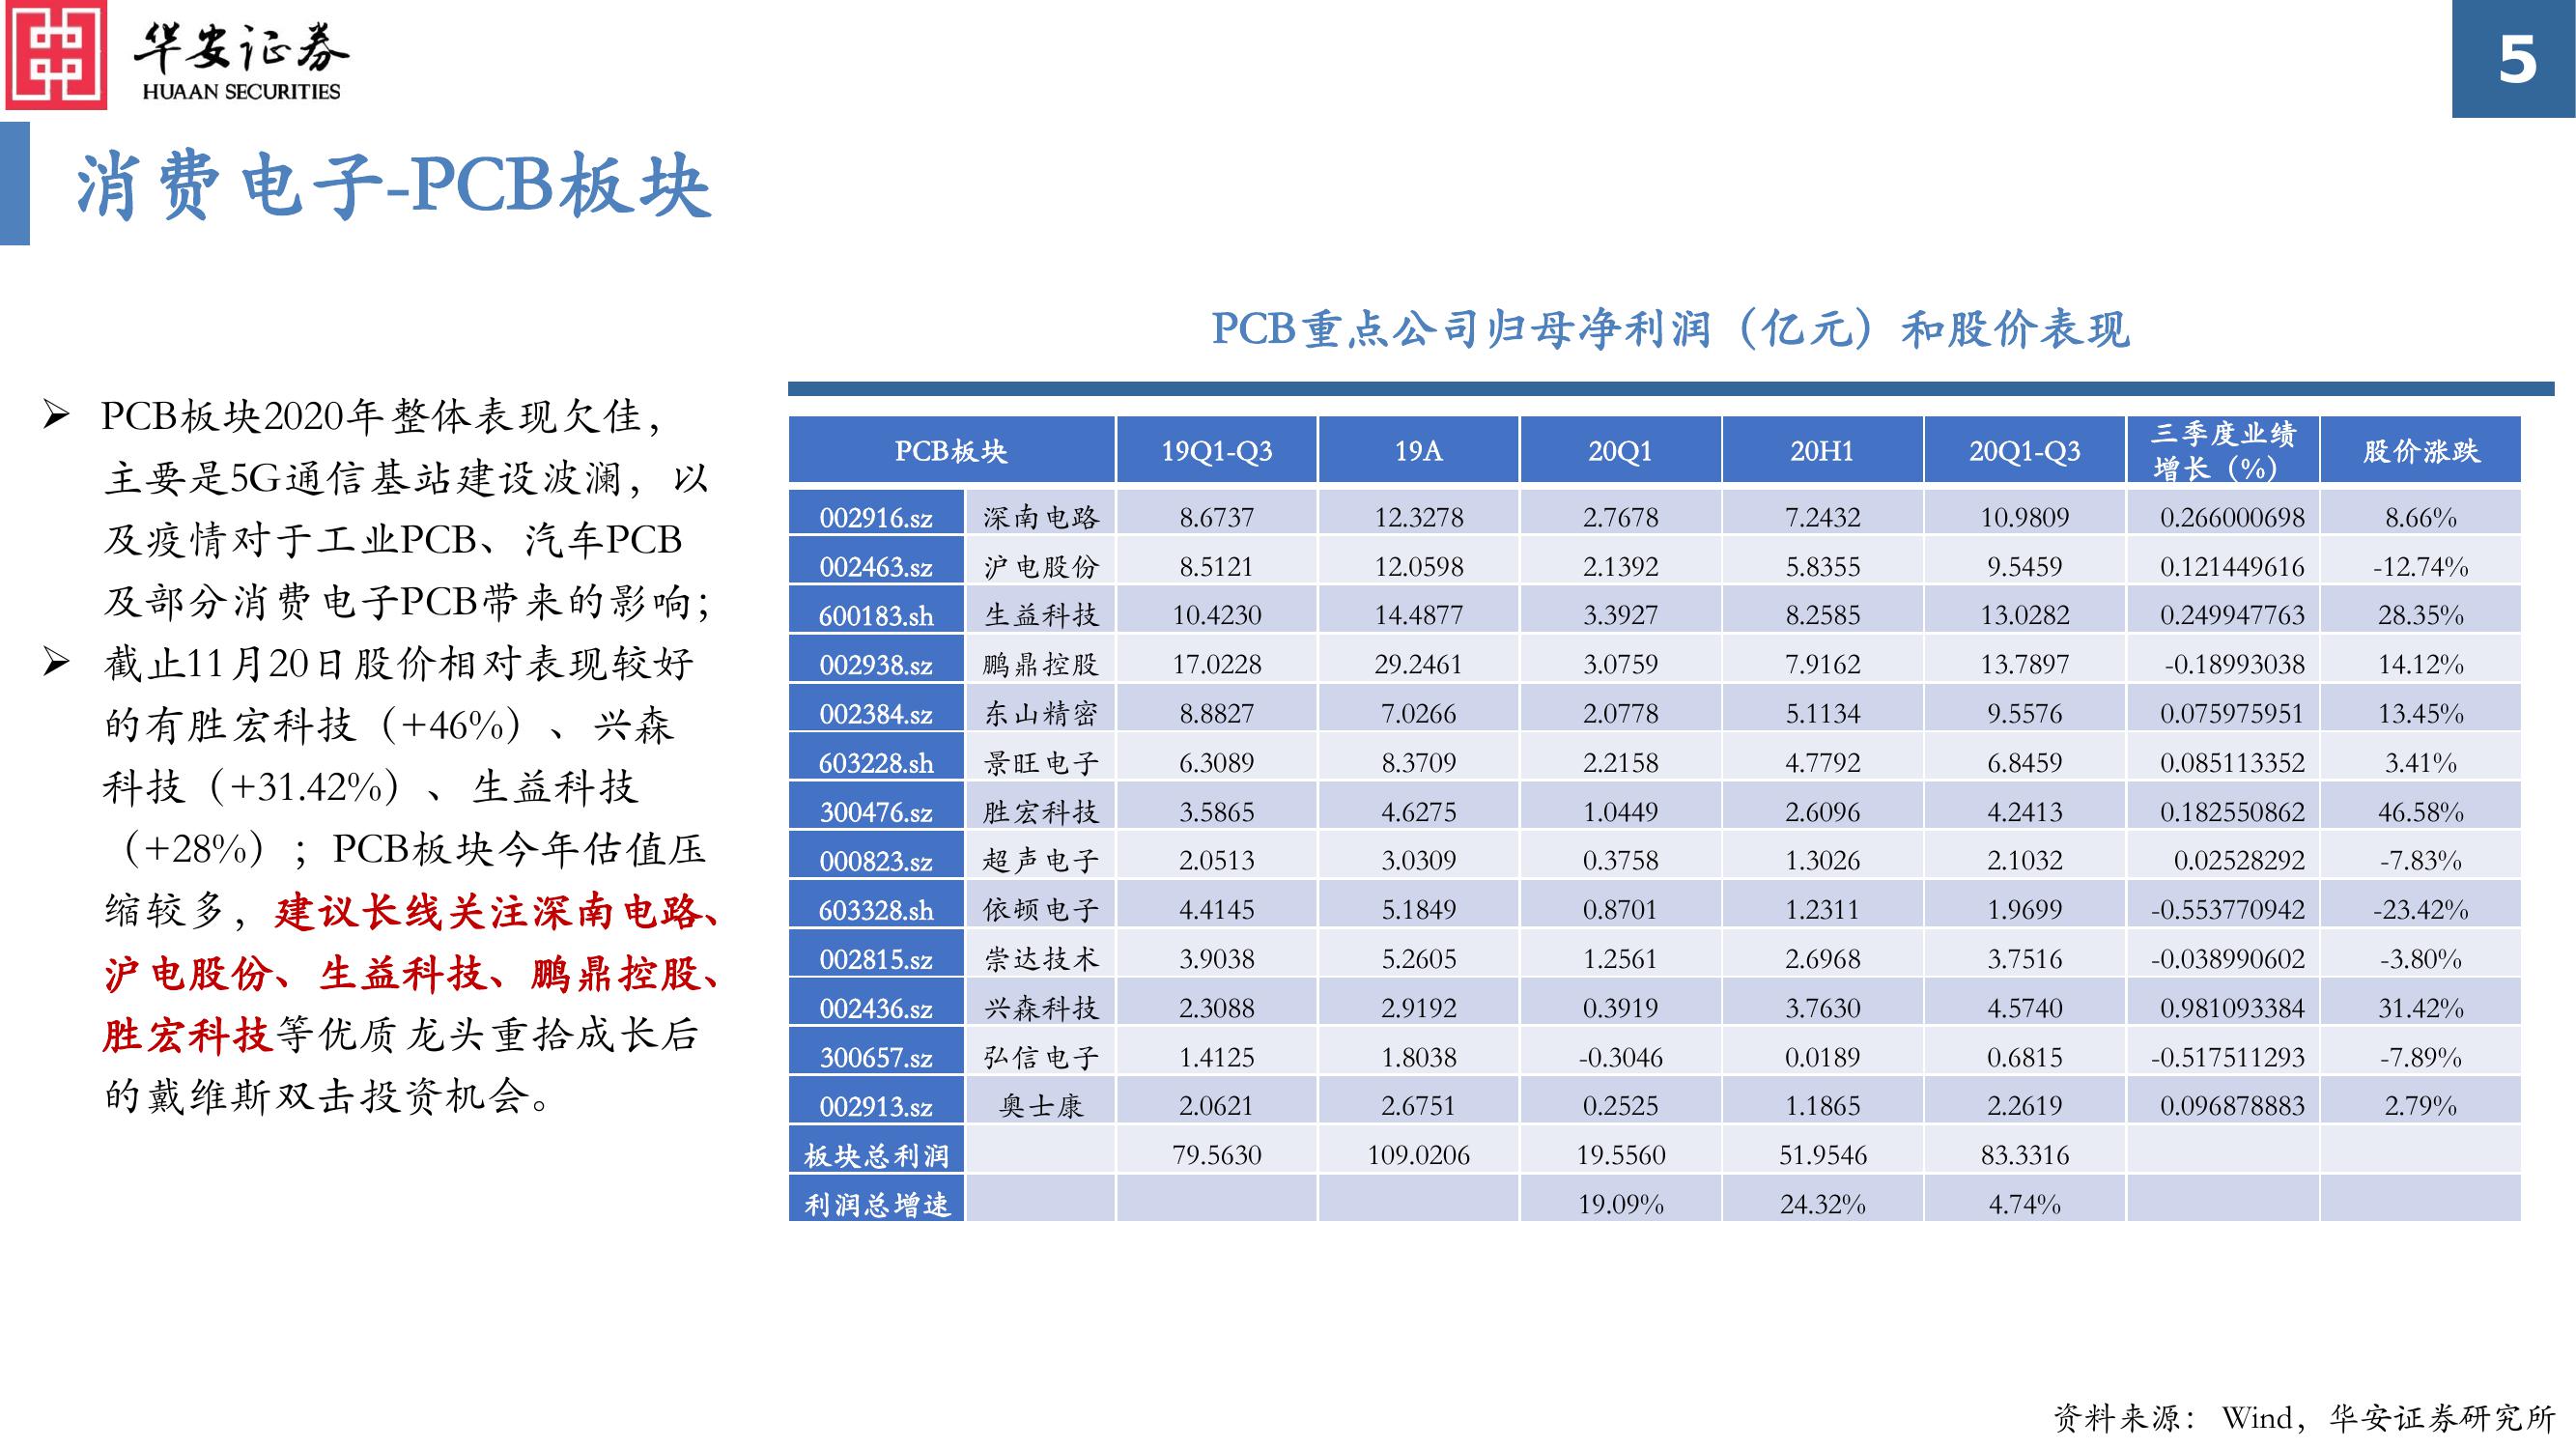 华安证券
HUAAN SECURITIES
5
消费电子-PCB板块
PCB板块2020年整体表现欠佳，
主要是5G通信基站建设波澜，以
及疫情对于工业PCB、汽车PCB
及部分消费电子PCB带来的影响；
截止11月20日股价相对表现较好
的有胜宏科技（+46%）、兴森
科技（+31.42%）、生益科技
（+28%）；PCB板块今年估值压
缩较多，建议长线关注深南电路、
沪电股份、生益科技、鹏鼎控股、
胜宏科技等优质龙头重拾成长后
的戴维斯双击投资机会。
PCB重点公司归母净利润（亿元）和股价表现
PCB板块 19Q1-Q3 19A 20Q1 20H1 20Q1-Q3 三季度业绩增长（%） 股价涨跌
002916.sz 深南电路 8.6737 12.3278 2.7678 7.2432 10.9809 0.266000698 8.66%
002463.sz 沪电股份 8.5121 12.0598 2.1392 5.8355 9.5459 0.121449616 -12.74%
600183.sh 生益科技 10.4230 14.4877 3.3927 8.2585 13.0282 0.249947763 28.35%
002938.sz 鹏鼎控股 17.0228 29.2461 3.0759 7.9162 13.7897 -0.18993038 14.12%
002384.sz 东山精密 8.8827 7.0266 2.0778 5.1134 9.5576 0.075975951 13.45%
603228.sh 景旺电子 6.3089 8.3709 2.2158 4.7792 6.8459 0.085113352 3.41%
300476.sz 胜宏科技 3.5865 4.6275 1.0449 2.6096 4.2413 0.182550862 46.58%
000823.sz 超声电子 2.0513 3.0309 0.3758 1.3026 2.1032 0.02528292 -7.83%
603328.sh 依顿电子 4.4145 5.1849 0.8701 1.2311 1.9699 -0.553770942 -23.42%
002815.sz 崇达技术 3.9038 5.2605 1.2561 2.6968 3.7516 -0.038990602 -3.80%
002436.sz 兴森科技 2.3088 2.9192 0.3919 3.7630 4.5740 0.981093384 31.42%
300657.sz 弘信电子 1.4125 1.8038 -0.3046 0.0189 0.6815 -0.517511293 -7.89%
002913.sz 奥士康 2.0621 2.6751 0.2525 1.1865 2.2619 0.096878883 2.79%
板块总利润 79.5630 109.0206 19.5560 51.9546 83.3316
利润总增速 19.09% 24.32% 4.74%
资料来源： Wind，华安证券研究所